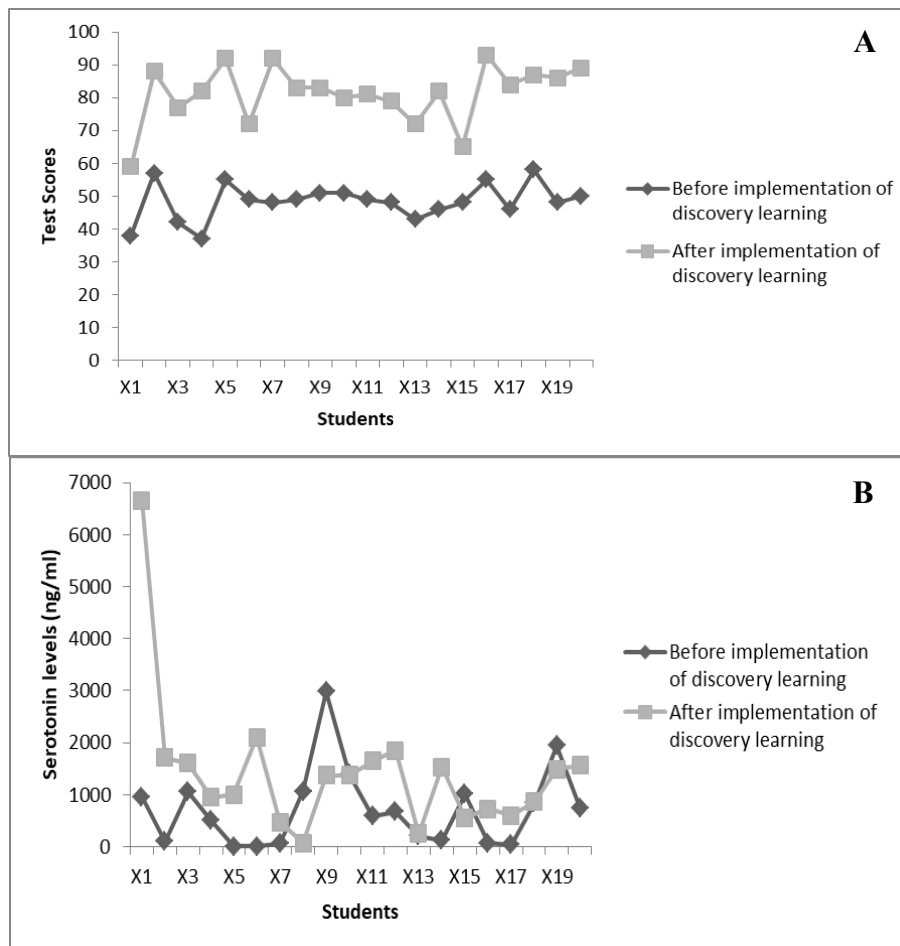 A
100
90
80
70
60
50
40
30
20
10
0
Test Scores
X1 X3 X5 X7 X9 X11 X13 X15 X17 X19
Students
Before implementation of
discovery learning
After implementation of
discovery learning
B
7000
6000
5000
4000
3000
2000
1000
0
Serotonin levels (ng/ml)
X1 X3 X5 X7 X9 X11 X13 X15 X17 X19
Students
Before implementation
of discovery learning
After implementation of
discovery learning